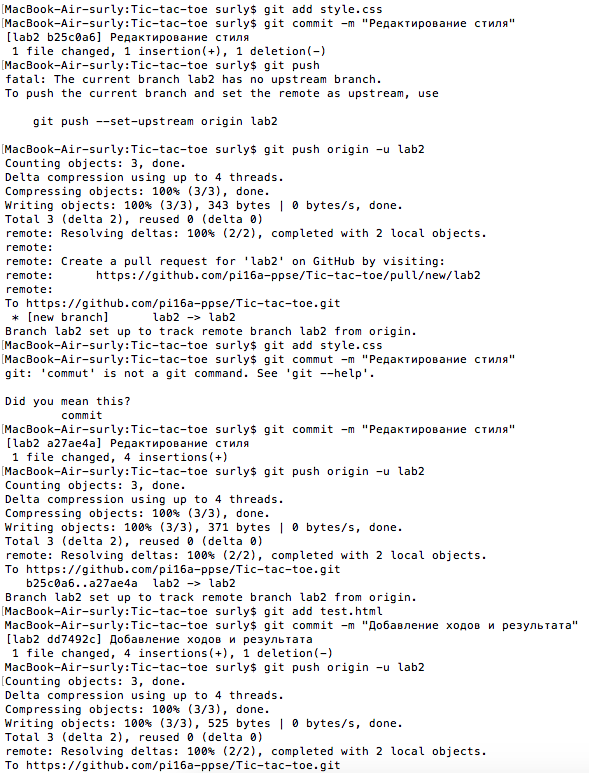 MacBook-Air-surly:Tic-tac-toe surly$ git add style.css
[MacBook-Air-surly:Tic-tac-toe surly$ git commit -m "Редактирование стиля"
[lab2 b25c0a6] Редактирование стиля
 1 file changed, 1 insertion(+), 1 deletion(-)
[MacBook-Air-surly:Tic-tac-toe surly$ git push
fatal: The current branch lab2 has no upstream branch.
To push the current branch and set the remote as upstream, use

    git push --set-upstream origin lab2

[MacBook-Air-surly:Tic-tac-toe surly$ git push origin -u lab2
Counting objects: 3, done.
Delta compression using up to 4 threads.
Compressing objects: 100% (3/3), done.
Writing objects: 100% (3/3), 343 bytes | 0 bytes/s, done.
Total 3 (delta 2), reused 0 (delta 0)
remote: Resolving deltas: 100% (2/2), completed with 2 local objects.
remote:
remote: Create a pull request for 'lab2' on GitHub by visiting:
remote:      https://github.com/pi16a-ppse/Tic-tac-toe/pull/new/lab2
remote:
To https://github.com/pi16a-ppse/Tic-tac-toe.git
 * [new branch]      lab2 -> lab2
Branch lab2 set up to track remote branch lab2 from origin.
[MacBook-Air-surly:Tic-tac-toe surly$ git add style.css
[MacBook-Air-surly:Tic-tac-toe surly$ git commut -m "Редактирование стиля"
git: 'commut' is not a git command. See 'git --help'.

Did you mean this?
        commit
[MacBook-Air-surly:Tic-tac-toe surly$ git commit -m "Редактирование стиля"
[lab2 a27ae4a] Редактирование стиля
 1 file changed, 4 insertions(+)
[MacBook-Air-surly:Tic-tac-toe surly$ git push origin -u lab2
Counting objects: 3, done.
Delta compression using up to 4 threads.
Compressing objects: 100% (3/3), done.
Writing objects: 100% (3/3), 371 bytes | 0 bytes/s, done.
Total 3 (delta 2), reused 0 (delta 0)
remote: Resolving deltas: 100% (2/2), completed with 2 local objects.
To https://github.com/pi16a-ppse/Tic-tac-toe.git
   b25c0a6..a27ae4a  lab2 -> lab2
Branch lab2 set up to track remote branch lab2 from origin.
[MacBook-Air-surly:Tic-tac-toe surly$ git add test.html
[MacBook-Air-surly:Tic-tac-toe surly$ git commit -m "Добавление ходов и результата"
[lab2 dd7492c] Добавление ходов и результата
 1 file changed, 4 insertions(+), 1 deletion(-)
[MacBook-Air-surly:Tic-tac-toe surly$ git push origin -u lab2
[Counting objects: 3, done.
Delta compression using up to 4 threads.
Compressing objects: 100% (3/3), done.
Writing objects: 100% (3/3), 525 bytes | 0 bytes/s, done.
Total 3 (delta 2), reused 0 (delta 0)
remote: Resolving deltas: 100% (2/2), completed with 2 local objects.
To https://github.com/pi16a-ppse/Tic-tac-toe.git